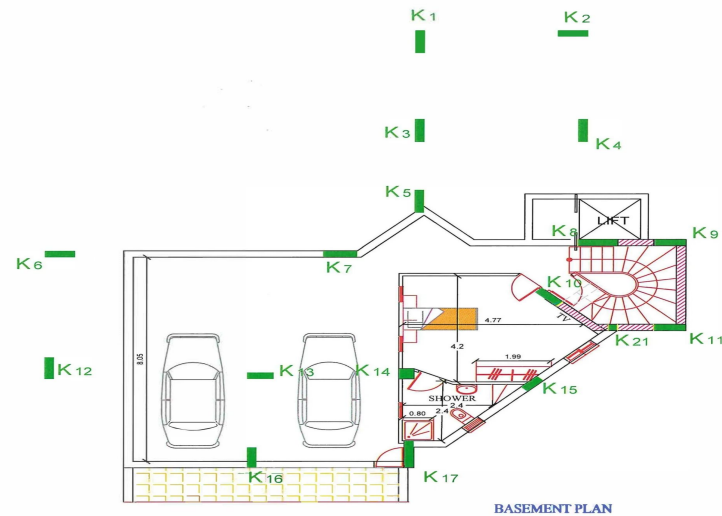 K1
K2
K3
K4
K5
LIFT
K8
K9
K6
K7
K10
4.77
8.05
4.2
K21
K11
1.99
K12
K13
K14
K15
SHOWER
2.4
0.80
2.4
K16
K17
BASEMENT PLAN